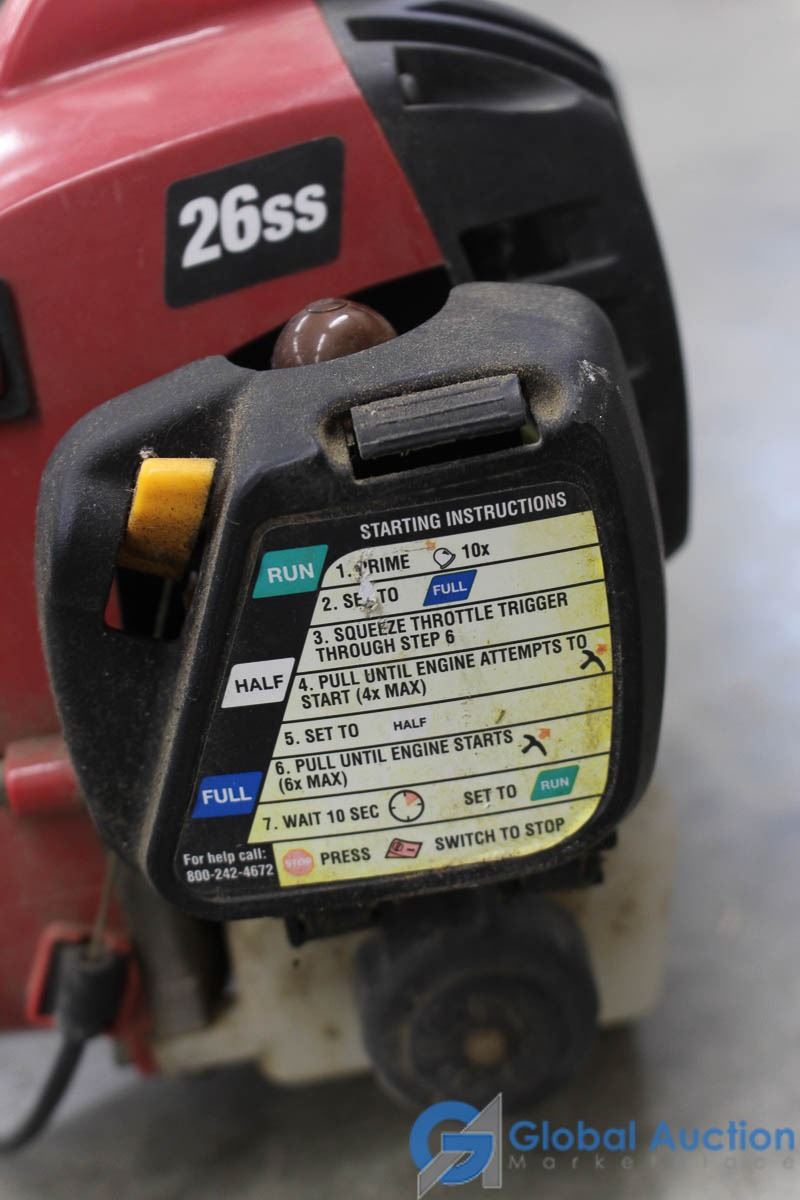 26ss
STARTING INSTRUCTIONS
RUN
1. PRIME 10x
2. SET TO FULL
3. SQUEEZE THROTTLE TRIGGER
THROUGH STEP 6
HALF
4. PULL UNTIL ENGINE ATTEMPTS TO
START (4x MAX)
5. SET TO HALF
6. PULL UNTIL ENGINE STARTS
(6x MAX)
FULL
7. WAIT 10 SEC SET TO RUN
For help call:
800-242-4672
STOP PRESS SWITCH TO STOP
GA Global Auction
Marketplace